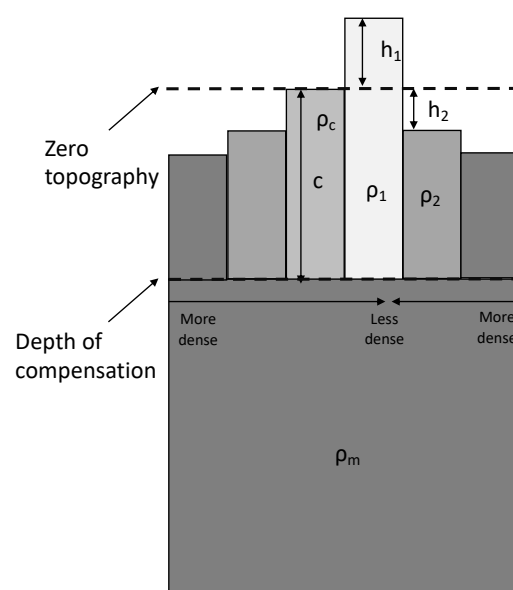 h₁
h₂
ρc
Zero
topography
c
ρ₁
ρ₂
More
dense
Less
dense
More
dense
Depth of
compensation
ρm